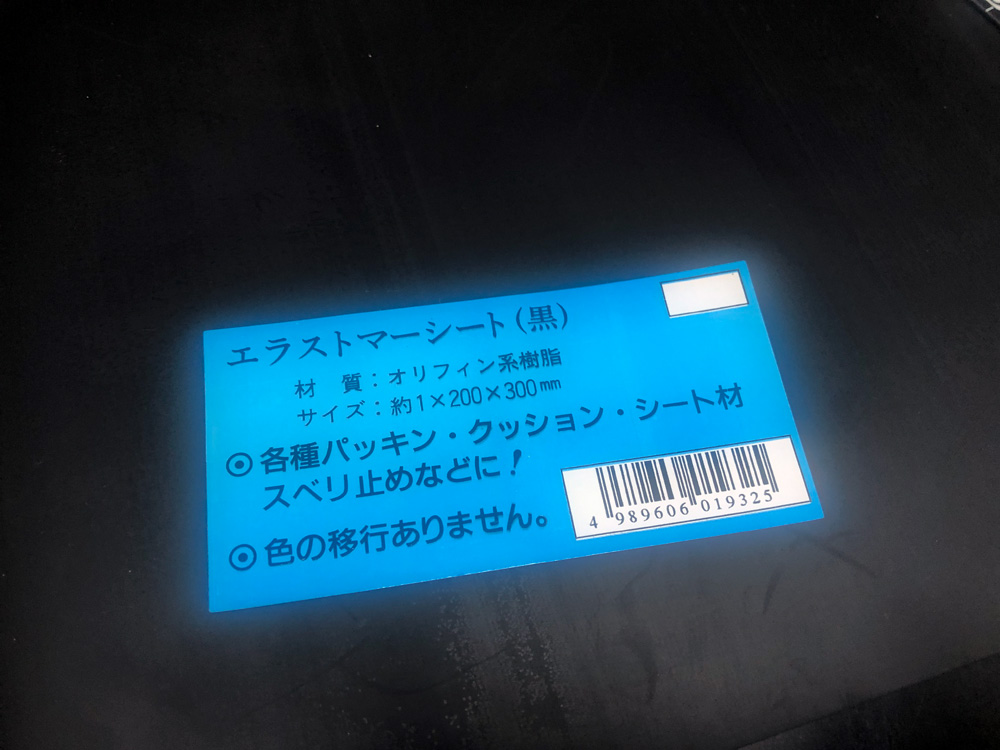 エラストマーシート(黒)
材 質:オリフィン系樹脂
サイズ:約1×200×300㎜
◉各種パッキン・クッション・シート材
スベリ止めなどに!
◉色の移行ありません。
4 989606 019325